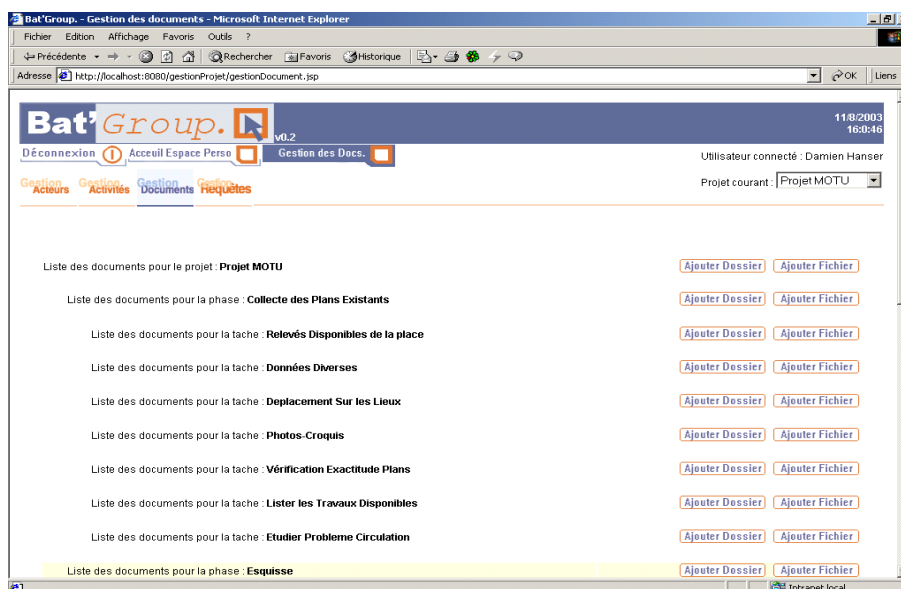 Bat'Group. - Gestion des documents - Microsoft Internet Explorer
Fichier Edition Affichage Favoris Outils ?
Précédente Rechercher Favoris Historique
Adresse http://localhost:8080/gestionProjet/gestionDocument.jsp OK Liens
Bat'Group. v0.2
11/8/2003
16:0:46
Déconnexion Acceuil Espace Perso Gestion des Docs.
Utilisateur connecté : Damien Hanser
Gestion Gestion Gestion Gestion
Acteurs Activités Documents Requêtes
Projet courant : Projet MOTU
Liste des documents pour le projet : Projet MOTU Ajouter Dossier Ajouter Fichier
Liste des documents pour la phase : Collecte des Plans Existants Ajouter Dossier Ajouter Fichier
Liste des documents pour la tache : Relevés Disponibles de la place Ajouter Dossier Ajouter Fichier
Liste des documents pour la tache : Données Diverses Ajouter Dossier Ajouter Fichier
Liste des documents pour la tache : Deplacement Sur les Lieux Ajouter Dossier Ajouter Fichier
Liste des documents pour la tache : Photos-Croquis Ajouter Dossier Ajouter Fichier
Liste des documents pour la tache : Vérification Exactitude Plans Ajouter Dossier Ajouter Fichier
Liste des documents pour la tache : Lister les Travaux Disponibles Ajouter Dossier Ajouter Fichier
Liste des documents pour la tache : Etudier Probleme Circulation Ajouter Dossier Ajouter Fichier
Liste des documents pour la phase : Esquisse Ajouter Dossier Ajouter Fichier
Intranet local